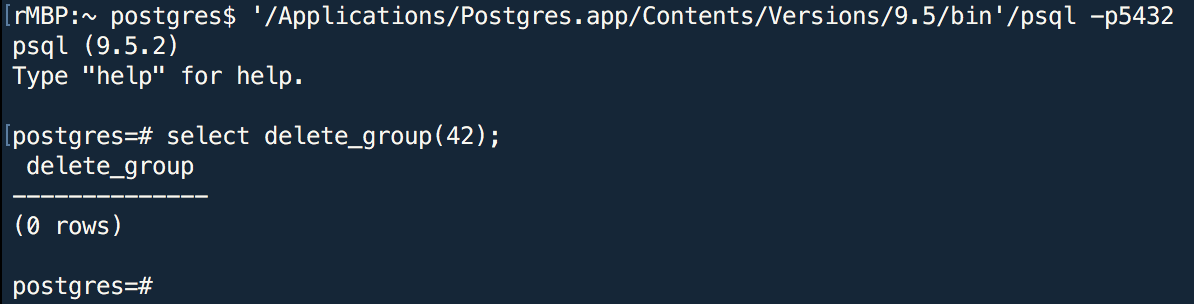 [rMBP:~ postgres$ '/Applications/Postgres.app/Contents/Versions/9.5/bin'/psql -p5432
psql (9.5.2)
Type "help" for help.
[postgres=# select delete_group(42);
delete_group
--------------
(0 rows)
postgres=#